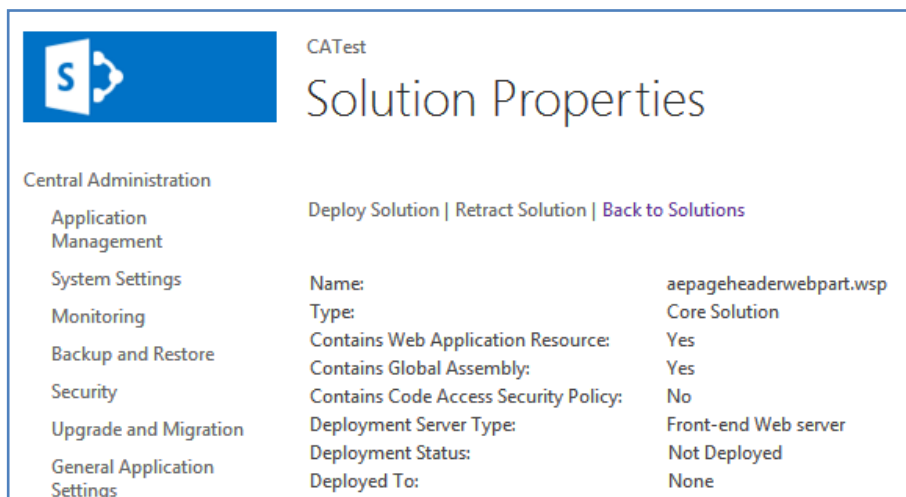 S
CATest
Solution Properties
Central Administration
Application
Management
System Settings
Monitoring
Backup and Restore
Security
Upgrade and Migration
General Application
Settings
Deploy Solution | Retract Solution | Back to Solutions
Name: aepageheaderwebpart.wsp
Type: Core Solution
Contains Web Application Resource: Yes
Contains Global Assembly: Yes
Contains Code Access Security Policy: No
Deployment Server Type: Front-end Web server
Deployment Status: Not Deployed
Deployed To: None